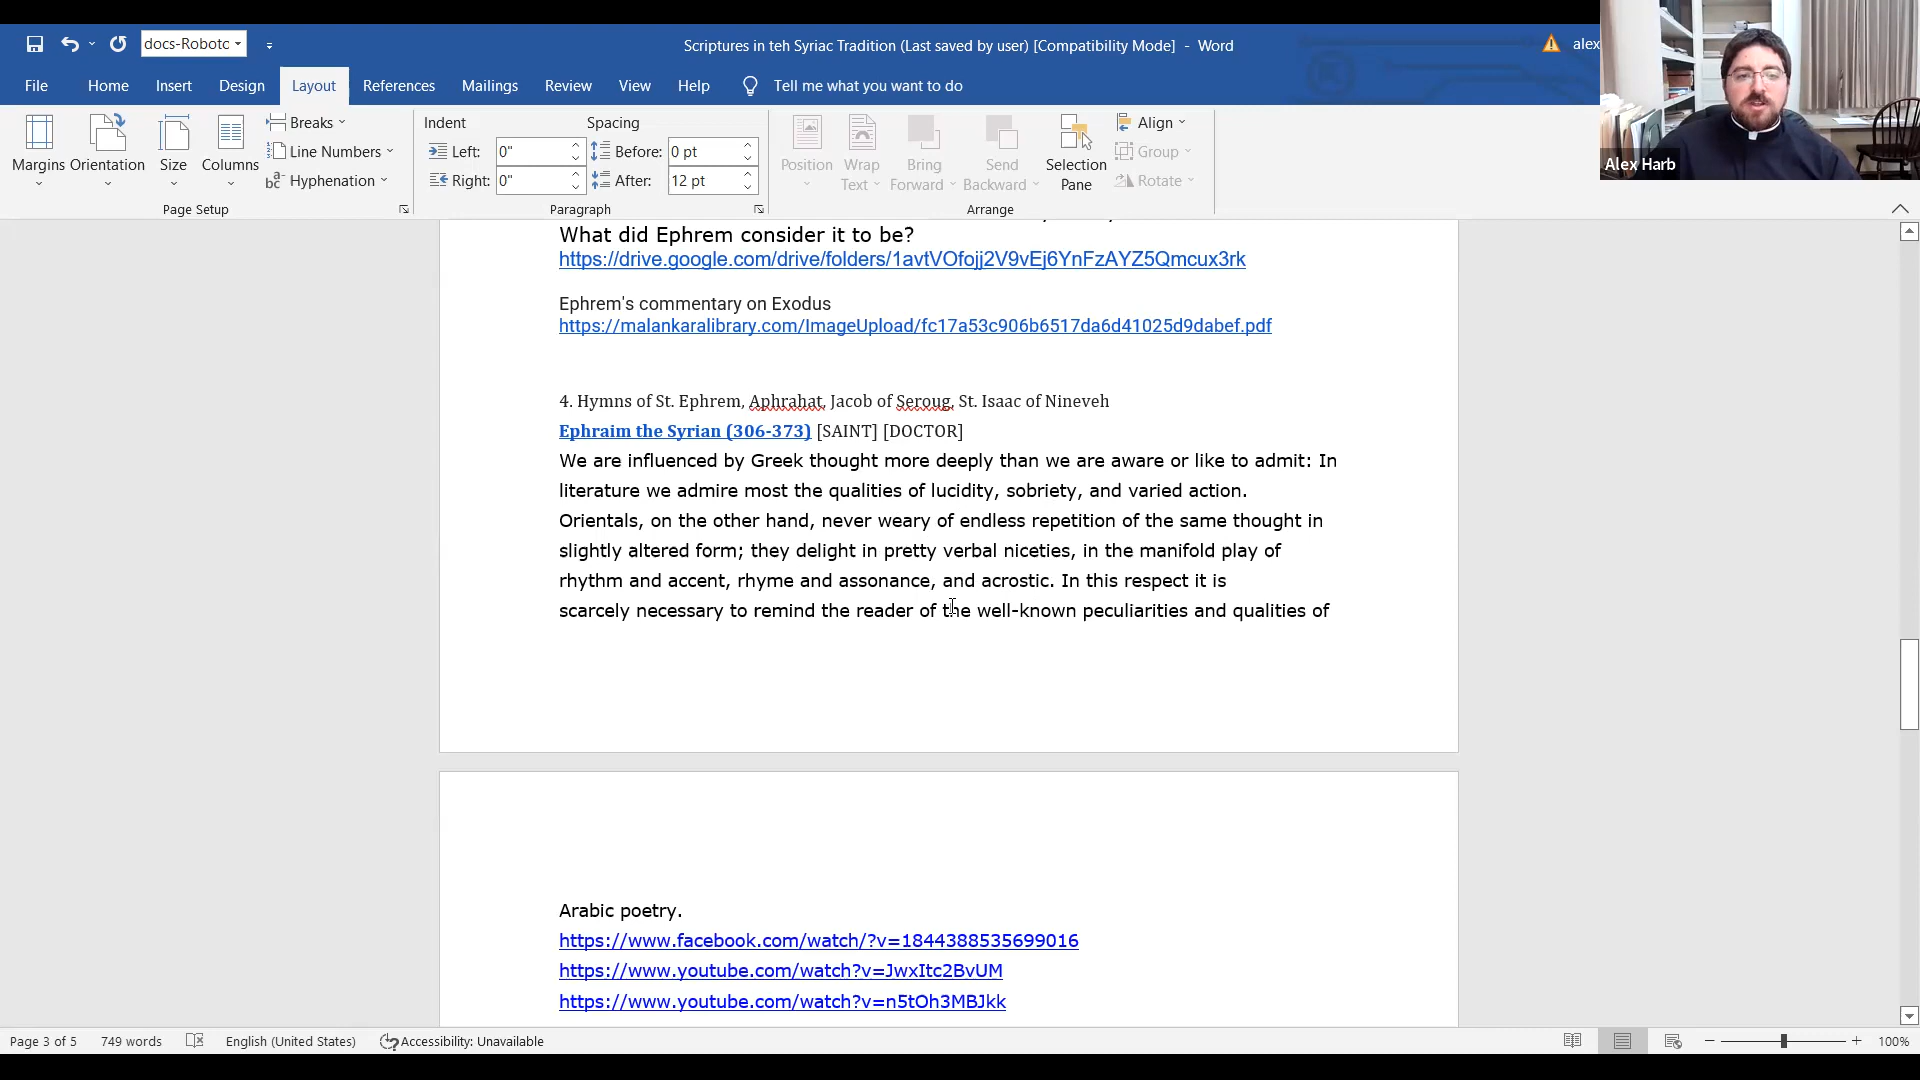 docs-Robotc
Scriptures in teh Syriac Tradition (Last saved by user) [Compatibility Mode] - Word
alex
File Home Insert Design Layout References Mailings Review View Help Tell me what you want to do
Margins Orientation Size Columns
Breaks
Line Numbers
Hyphenation
Page Setup
Indent Spacing
Left: 0" Before: 0 pt
Right: 0" After: 12 pt
Paragraph
Position Wrap Text Bring Forward Send Backward Selection Pane
Align
Group
Rotate
Arrange
Alex Harb
What did Ephrem consider it to be?
https://drive.google.com/drive/folders/1avtVOfojj2V9vEj6YnFzAYZ5Qmcux3rk
Ephrem's commentary on Exodus
https://malankaralibrary.com/ImageUpload/fc17a53c906b6517da6d41025d9dabef.pdf
4. Hymns of St. Ephrem, Aphrahat, Jacob of Seroug, St. Isaac of Nineveh
Ephraim the Syrian (306-373) [SAINT] [DOCTOR]
We are influenced by Greek thought more deeply than we are aware or like to admit: In
literature we admire most the qualities of lucidity, sobriety, and varied action.
Orientals, on the other hand, never weary of endless repetition of the same thought in
slightly altered form; they delight in pretty verbal niceties, in the manifold play of
rhythm and accent, rhyme and assonance, and acrostic. In this respect it is
scarcely necessary to remind the reader of the well-known peculiarities and qualities of
Arabic poetry.
https://www.facebook.com/watch/?v=1844388535699016
https://www.youtube.com/watch?v=JwxItc2BvUM
https://www.youtube.com/watch?v=n5tOh3MBJkk
Page 3 of 5 749 words English (United States) Accessibility: Unavailable 100%